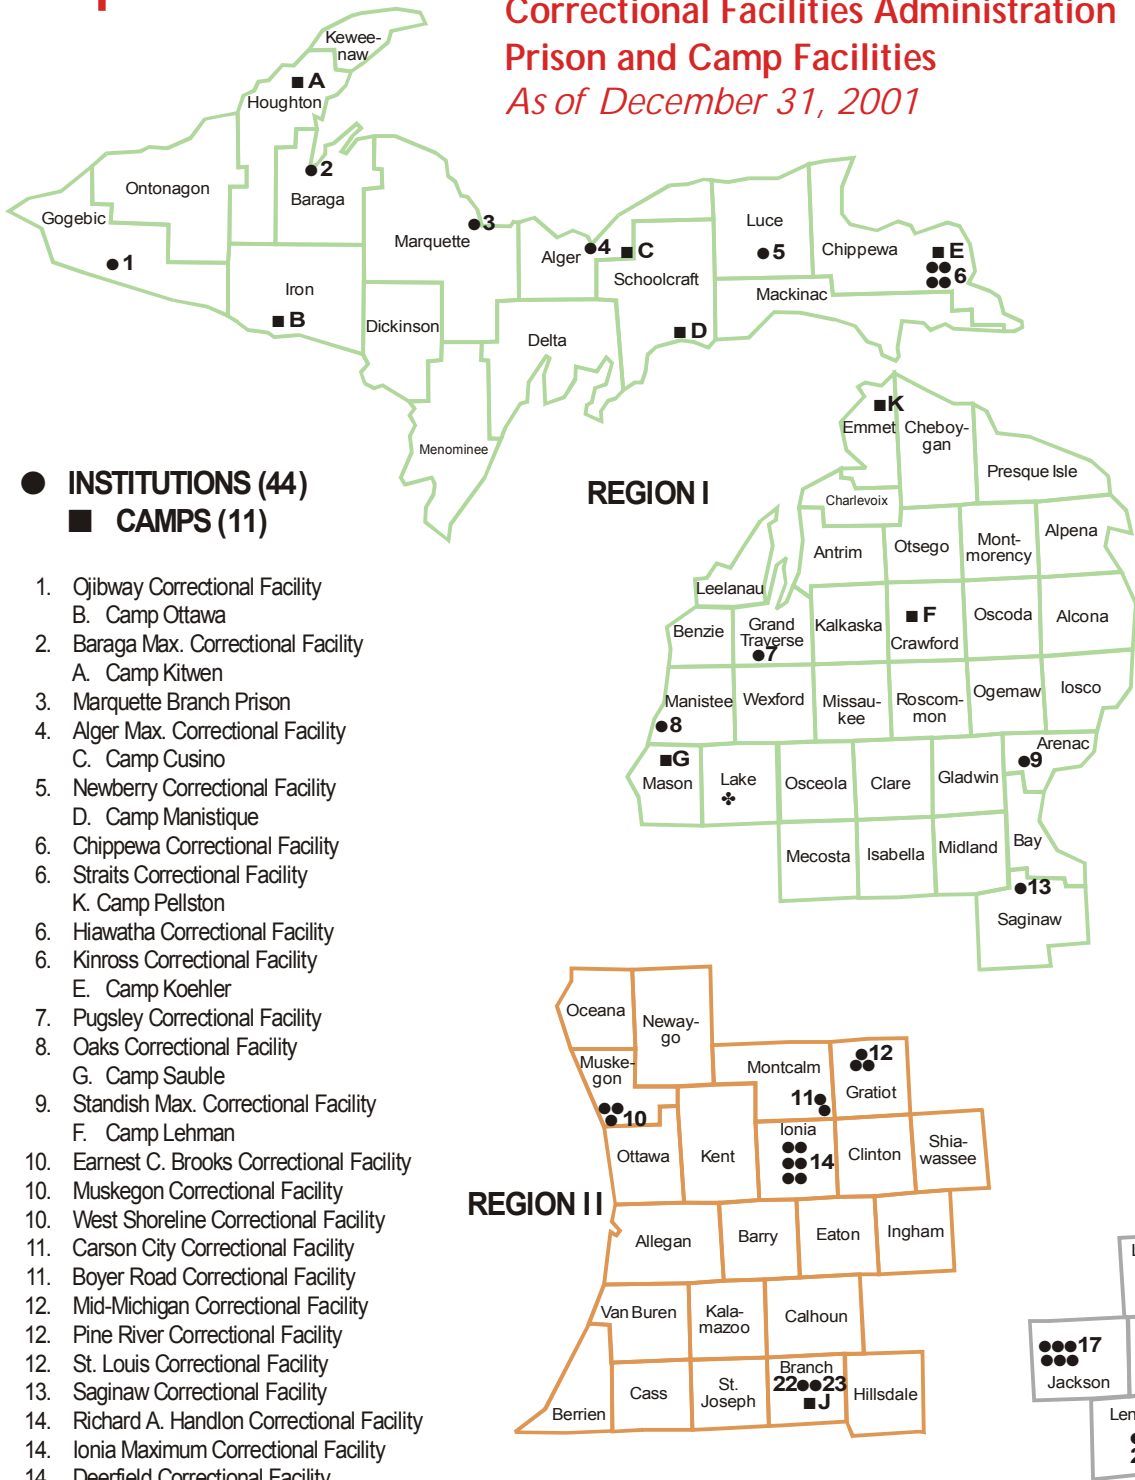 Correctional Facilities Administration
Prison and Camp Facilities
As of December 31, 2001
Kewee-
naw
A
Houghton
2
Baraga
Ontonagon
Gogebic
1
3
Marquette
Iron
B
Dickinson
4
Alger
C
Schoolcraft
D
Delta
Menominee
Luce
5
Chippewa
E
6
Mackinac
INSTITUTIONS (44)
CAMPS (11)
REGION I
K
Emmet
Cheboy-
gan
Presque Isle
Charlevoix
Antrim
Otsego
Mont-
morency
Alpena
Leelanau
Benzie
Grand
Traverse
7
Kalkaska
F
Crawford
Oscoda
Alcona
Manistee
8
Wexford
Missau-
kee
Roscom-
mon
Ogemaw
Iosco
G
Mason
Lake
Osceola
Clare
Gladwin
Arenac
9
Mecosta
Isabella
Midland
Bay
13
Saginaw
1. Ojibway Correctional Facility
B. Camp Ottawa
2. Baraga Max. Correctional Facility
A. Camp Kitwen
3. Marquette Branch Prison
4. Alger Max. Correctional Facility
C. Camp Cusino
5. Newberry Correctional Facility
D. Camp Manistique
6. Chippewa Correctional Facility
6. Straits Correctional Facility
K. Camp Pellston
6. Hiawatha Correctional Facility
6. Kinross Correctional Facility
E. Camp Koehler
7. Pugsley Correctional Facility
8. Oaks Correctional Facility
G. Camp Sauble
9. Standish Max. Correctional Facility
F. Camp Lehman
10. Earnest C. Brooks Correctional Facility
10. Muskegon Correctional Facility
10. West Shoreline Correctional Facility
11. Carson City Correctional Facility
11. Boyer Road Correctional Facility
12. Mid-Michigan Correctional Facility
12. Pine River Correctional Facility
12. St. Louis Correctional Facility
13. Saginaw Correctional Facility
14. Richard A. Handlon Correctional Facility
14. Ionia Maximum Correctional Facility
14. Deerfield Correctional Facility
REGION II
Oceana
Neway-
go
Muske-
gon
10
Montcalm
11
12
Gratiot
Ottawa
Kent
Ionia
14
Clinton
Shia-
wassee
Allegan
Barry
Eaton
Ingham
Van Buren
Kala-
mazoo
Calhoun
Berrien
Cass
St.
Joseph
Branch
22 23
J
Hillsdale
17
Jackson
Len